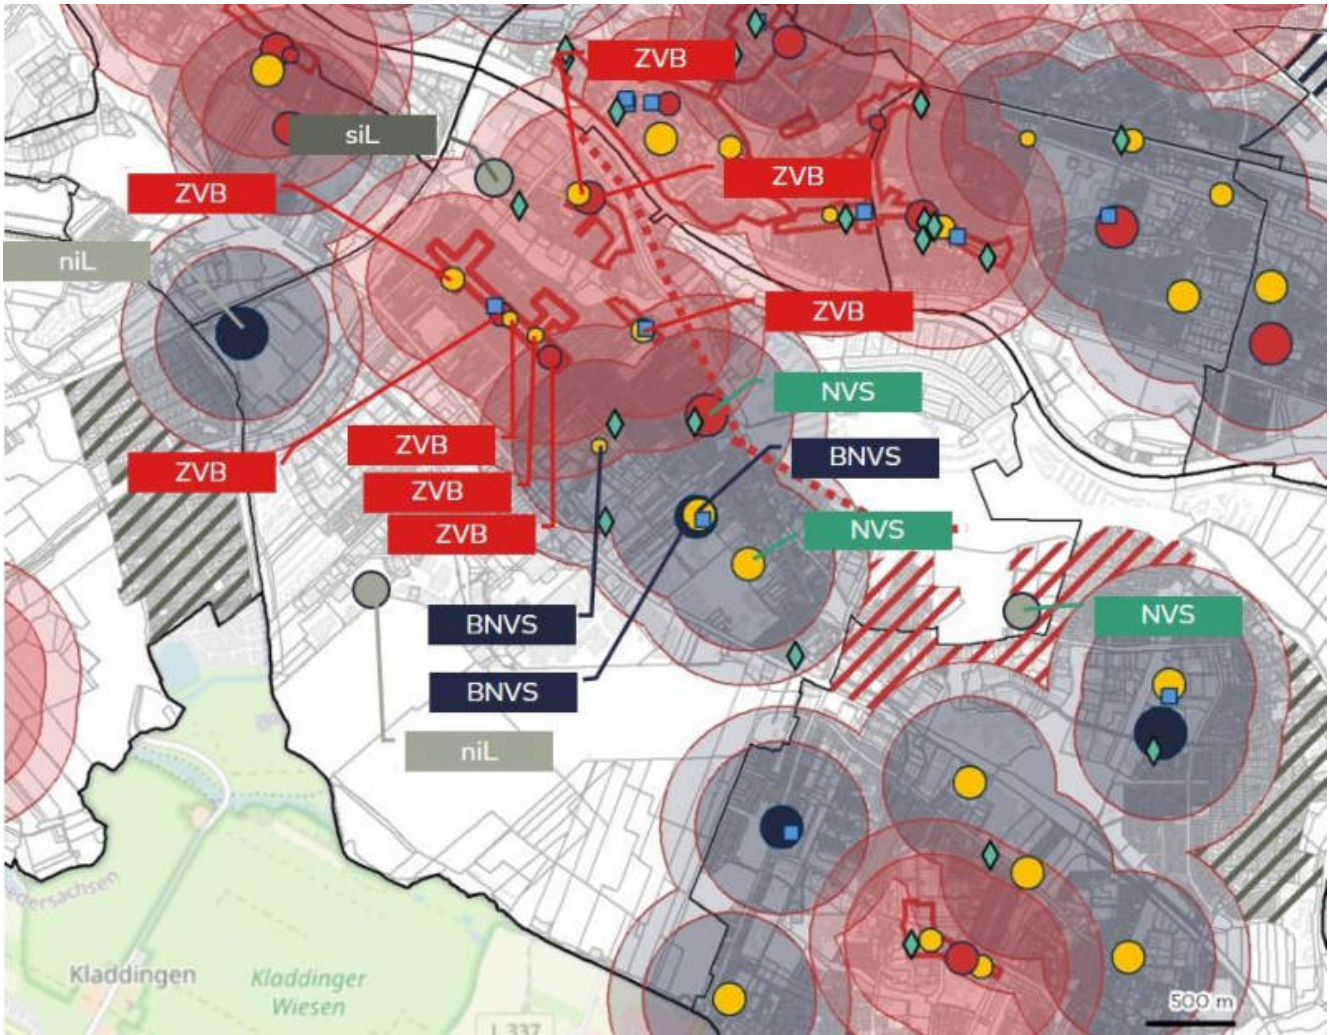 ZVB
siL
ZVB
ZVB
niL
ZVB
NVS
ZVB
BNVS
ZVB
ZVB
NVS
ZVB
NVS
BNVS
BNVS
niL
Kladdingen
Kladdinger
Wiesen
500 m
L 337